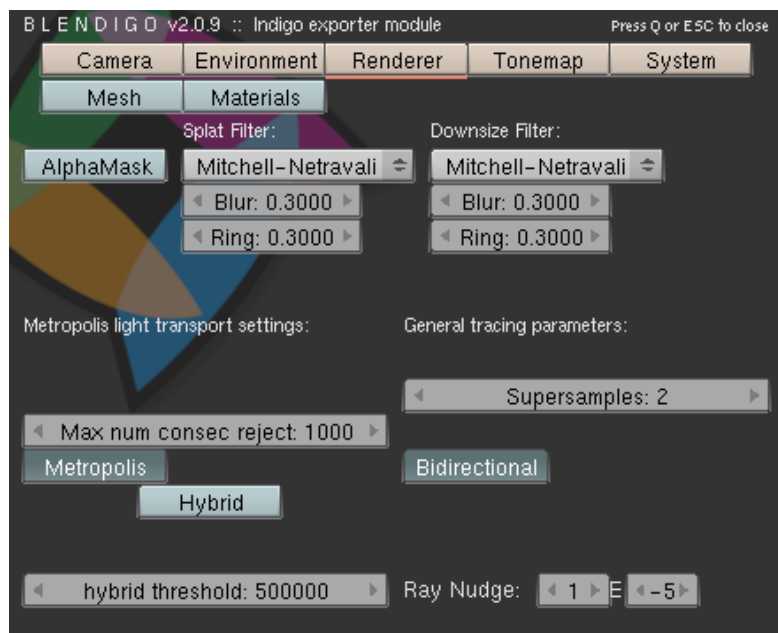 BLENDIGO v2.0.9 :: Indigo exporter module Press Q or ESC to close
Camera Environment Renderer Tonemap System
Mesh Materials
Splat Filter: Downsize Filter:
AlphaMask Mitchell-Netravali Mitchell-Netravali
Blur: 0.3000 Blur: 0.3000
Ring: 0.3000 Ring: 0.3000
Metropolis light transport settings: General tracing parameters:
Supersamples: 2
Max num consec reject: 1000
Metropolis Bidirectional
Hybrid
hybrid threshold: 500000 Ray Nudge: 1 E -5